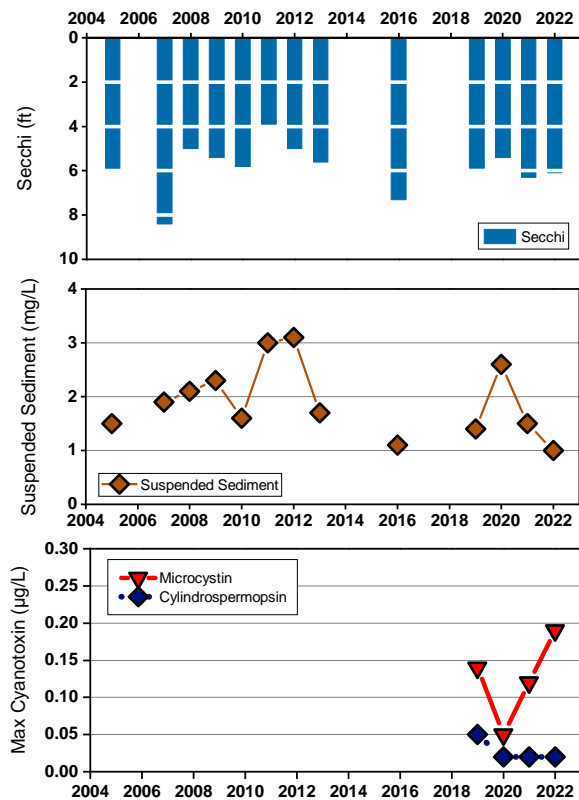 2004 2006 2008 2010 2012 2014 2016 2018 2020 2022
0
2
4
6
8
10
Secchi (ft)
Secchi
4
3
2
1
0
Suspended Sediment (mg/L)
Suspended Sediment
2004 2006 2008 2010 2012 2014 2016 2018 2020 2022
0.30
0.25
0.20
0.15
0.10
0.05
0.00
Max Cyanotoxin (µg/L)
Microcystin
Cylindrospermopsin
2004 2006 2008 2010 2012 2014 2016 2018 2020 2022